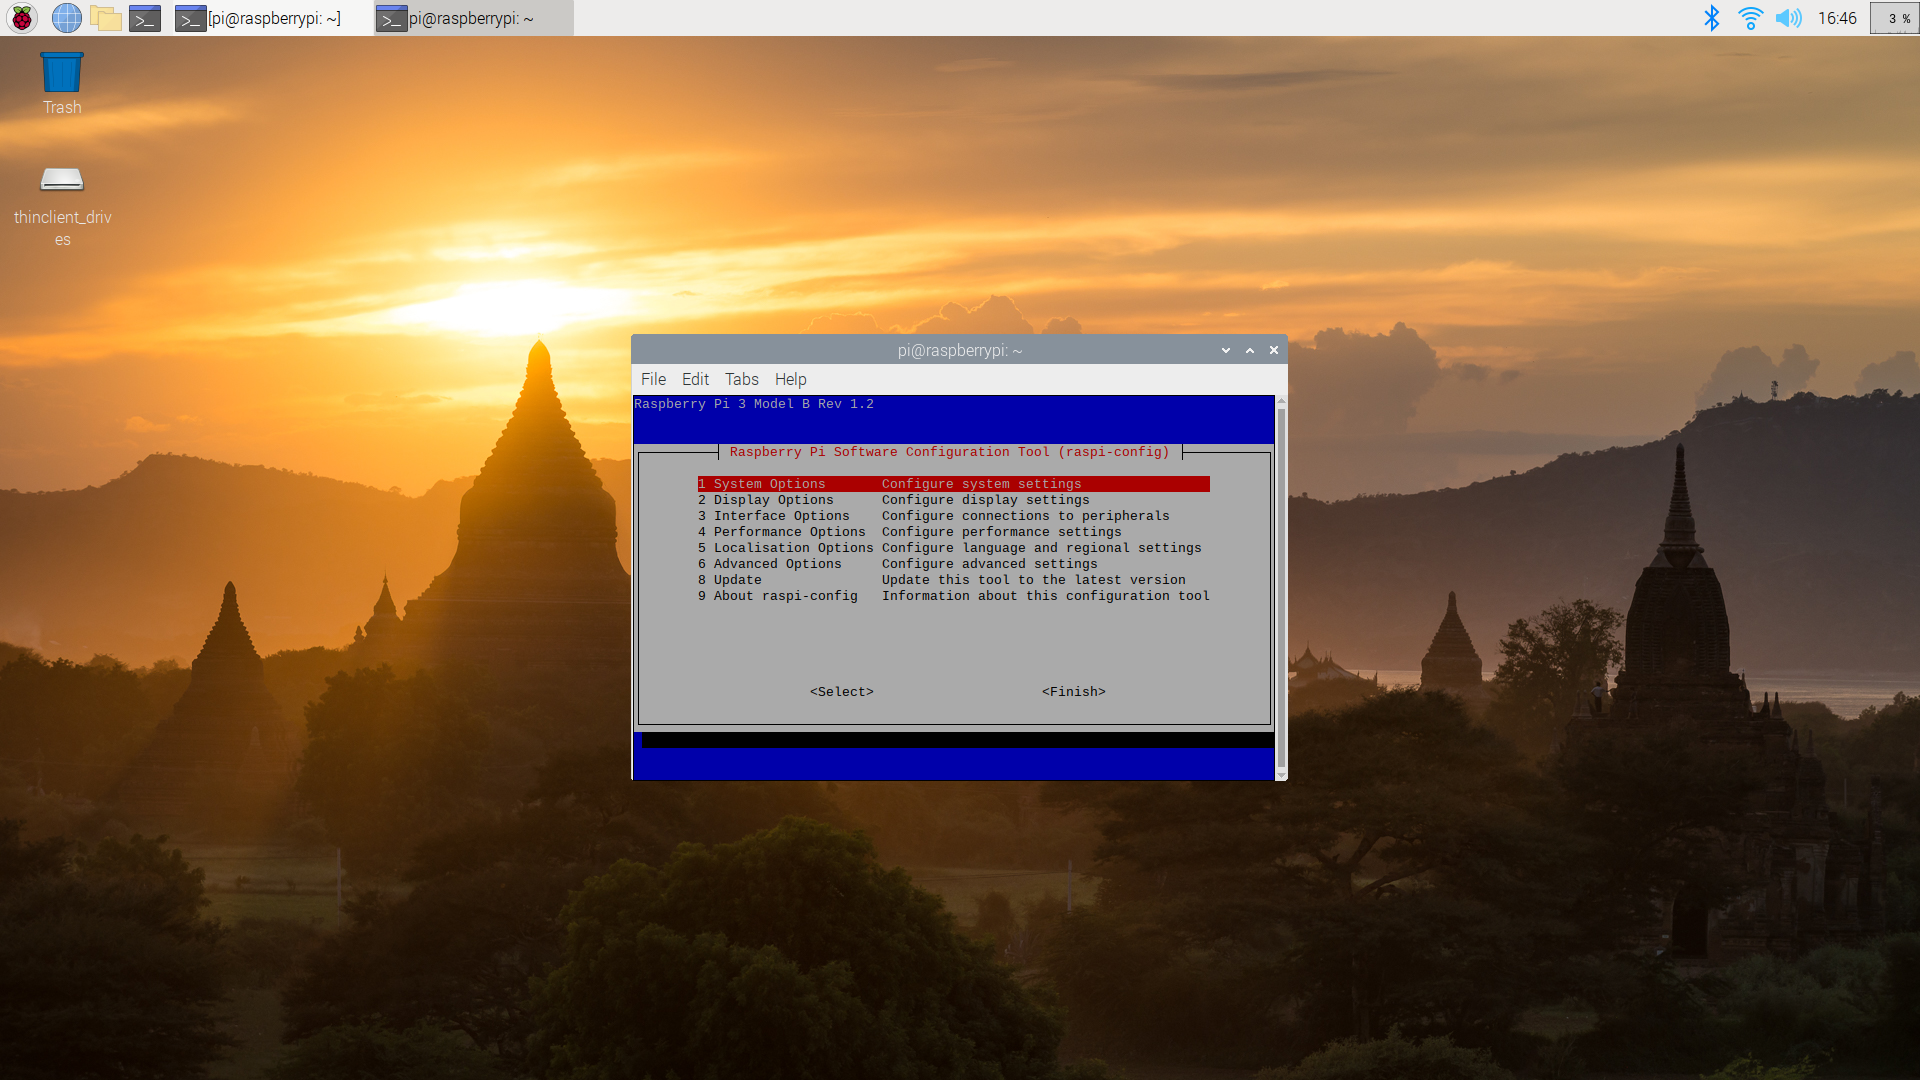 [pi@raspberrypi: ~]
pi@raspberrypi: ~
16:46
3 %
Trash
thinclient_driv
es
pi@raspberrypi: ~
File Edit Tabs Help
Raspberry Pi 3 Model B Rev 1.2
Raspberry Pi Software Configuration Tool (raspi-config)
1 System Options Configure system settings
2 Display Options Configure display settings
3 Interface Options Configure connections to peripherals
4 Performance Options Configure performance settings
5 Localisation Options Configure language and regional settings
6 Advanced Options Configure advanced settings
8 Update Update this tool to the latest version
9 About raspi-config Information about this configuration tool
<Select> <Finish>